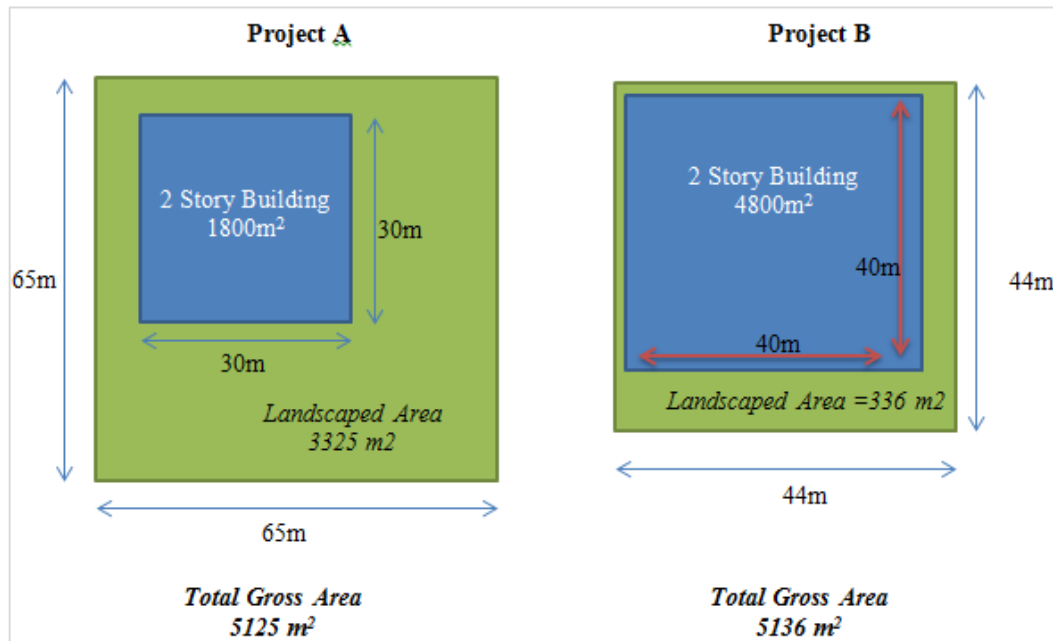 Project A
Project B
2 Story Building
1800m²
30m
65m
30m
Landscaped Area
3325 m2
65m
Total Gross Area
5125 m²
2 Story Building
4800m²
40m
44m
40m
Landscaped Area =336 m2
44m
Total Gross Area
5136 m²